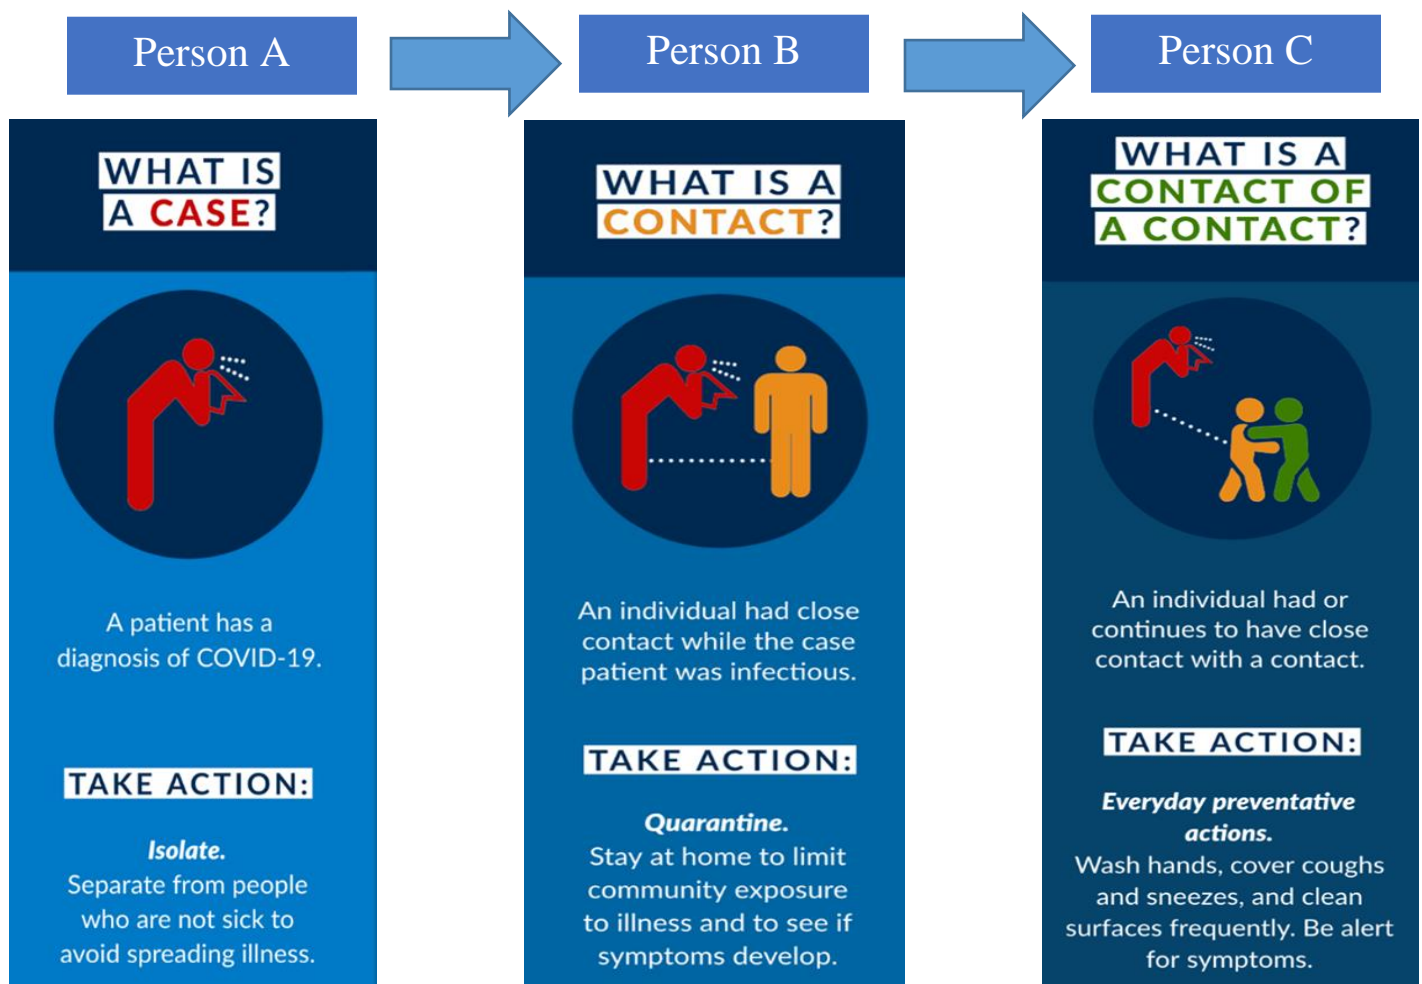 Person A
Person B
Person C
WHAT IS
A CASE?
A patient has a
diagnosis of COVID-19.
TAKE ACTION:
Isolate.
Separate from people
who are not sick to
avoid spreading illness.
WHAT IS A
CONTACT?
An individual had close
contact while the case
patient was infectious.
TAKE ACTION:
Quarantine.
Stay at home to limit
community exposure
to illness and to see if
symptoms develop.
WHAT IS A
CONTACT OF
A CONTACT?
An individual had or
continues to have close
contact with a contact.
TAKE ACTION:
Everyday preventative
actions.
Wash hands, cover coughs
and sneezes, and clean
surfaces frequently. Be alert
for symptoms.